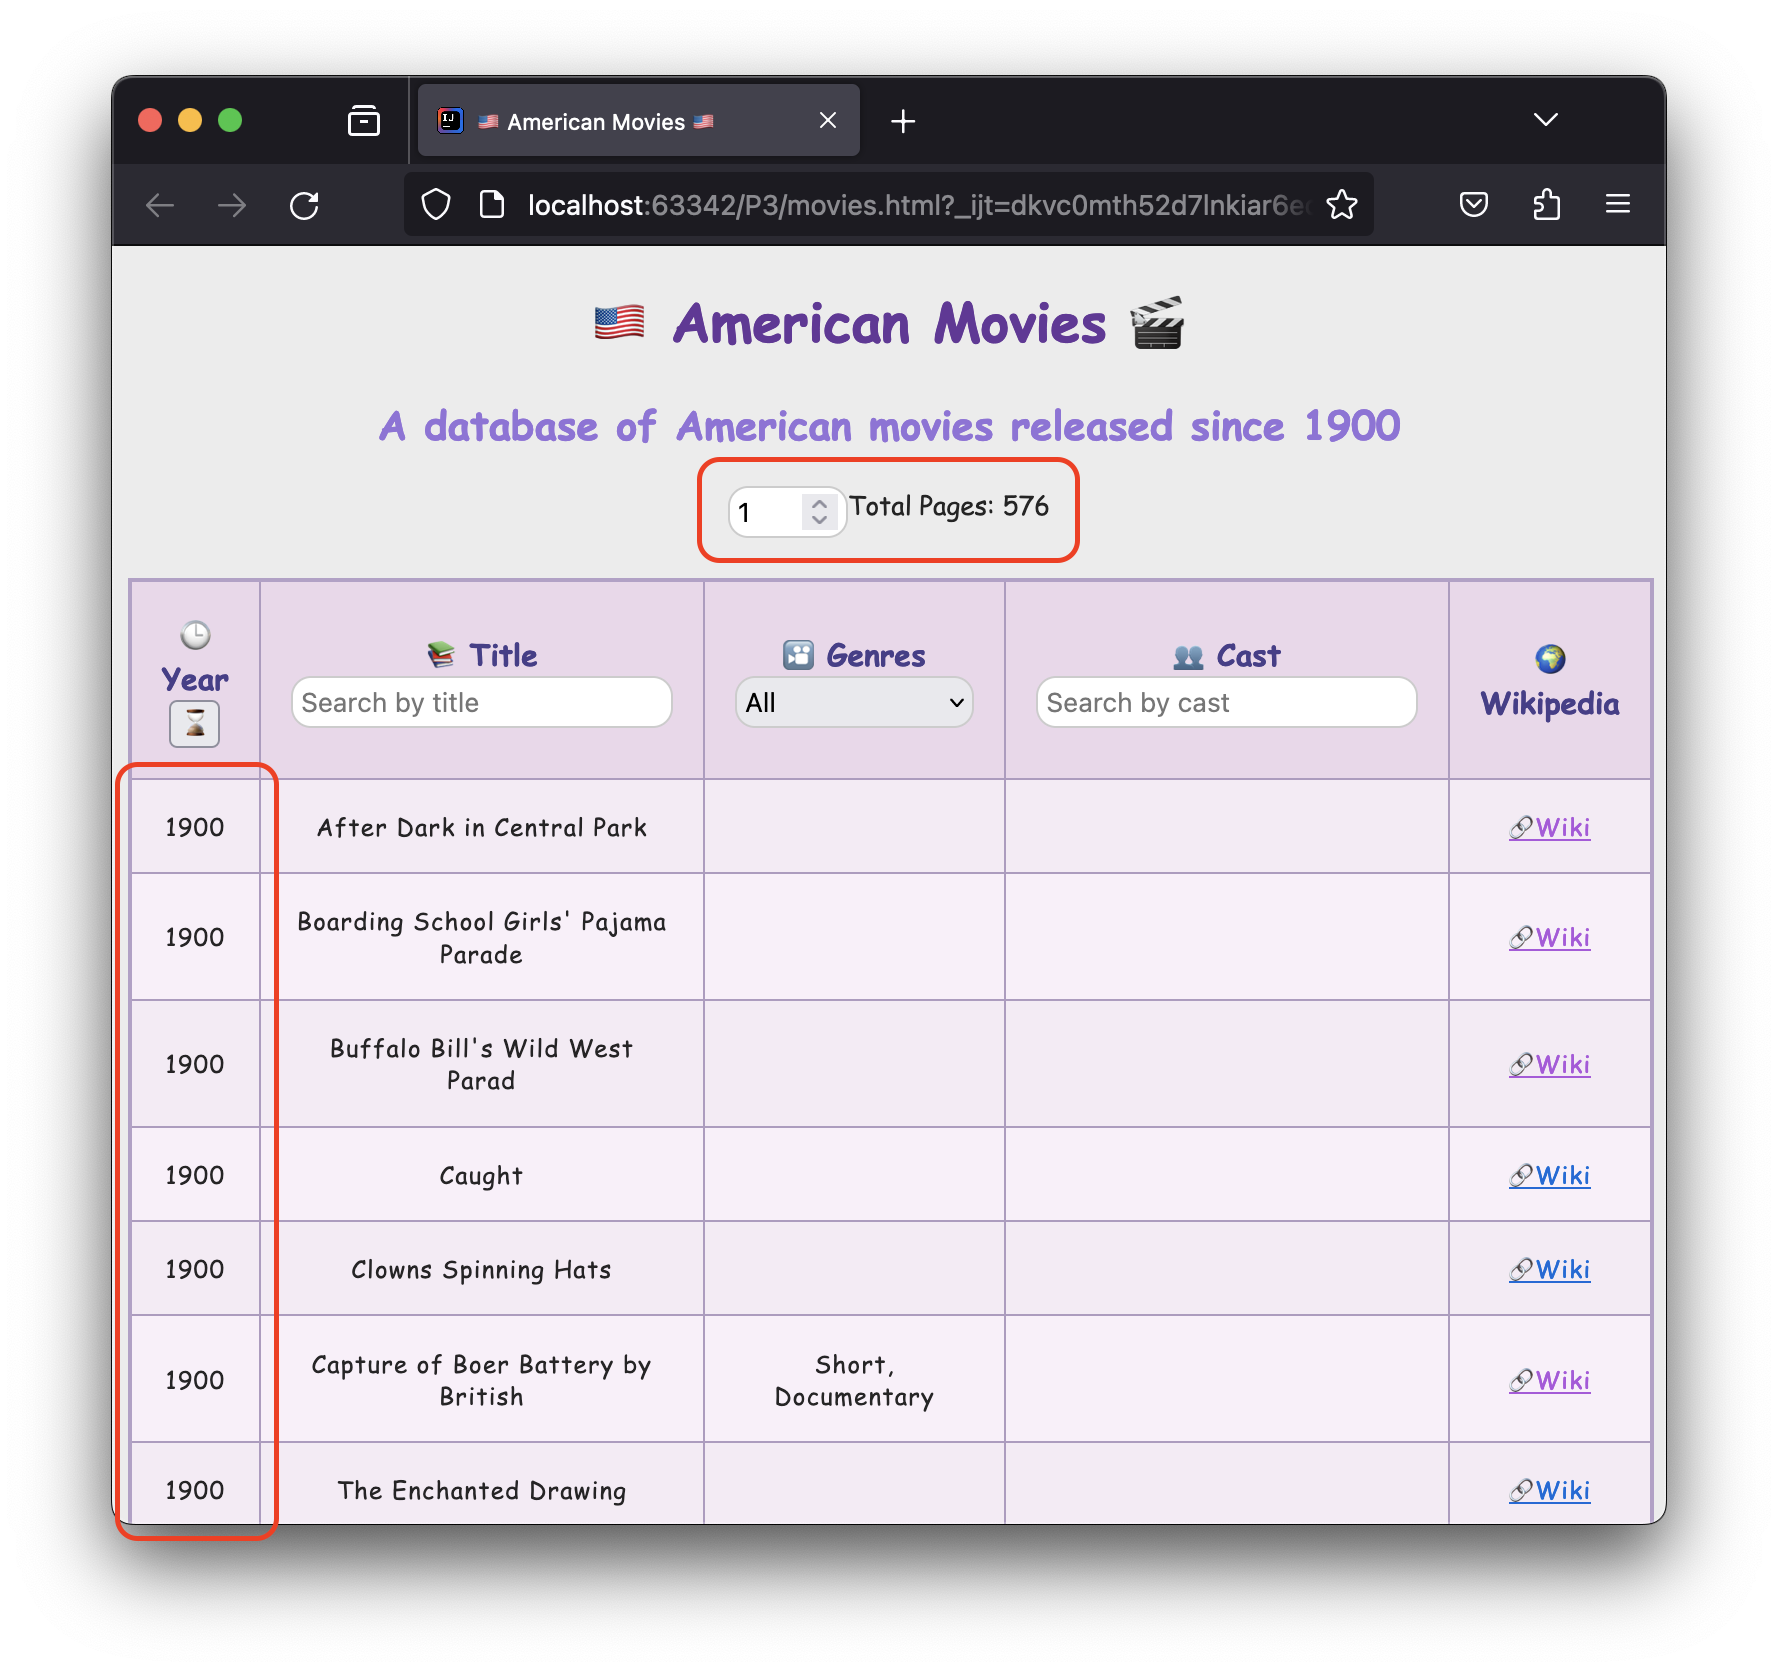 American Movies
localhost:63342/P3/movies.html?_ijt=dkvc0mth52d7lnkiar6e
American Movies
A database of American movies released since 1900
1 Total Pages: 576
Year Title Genres Cast Wikipedia
Search by title All Search by cast
1900 After Dark in Central Park Wiki
1900 Boarding School Girls' Pajama Parade Wiki
1900 Buffalo Bill's Wild West Parad Wiki
1900 Caught Wiki
1900 Clowns Spinning Hats Wiki
1900 Capture of Boer Battery by British Short, Documentary Wiki
1900 The Enchanted Drawing Wiki